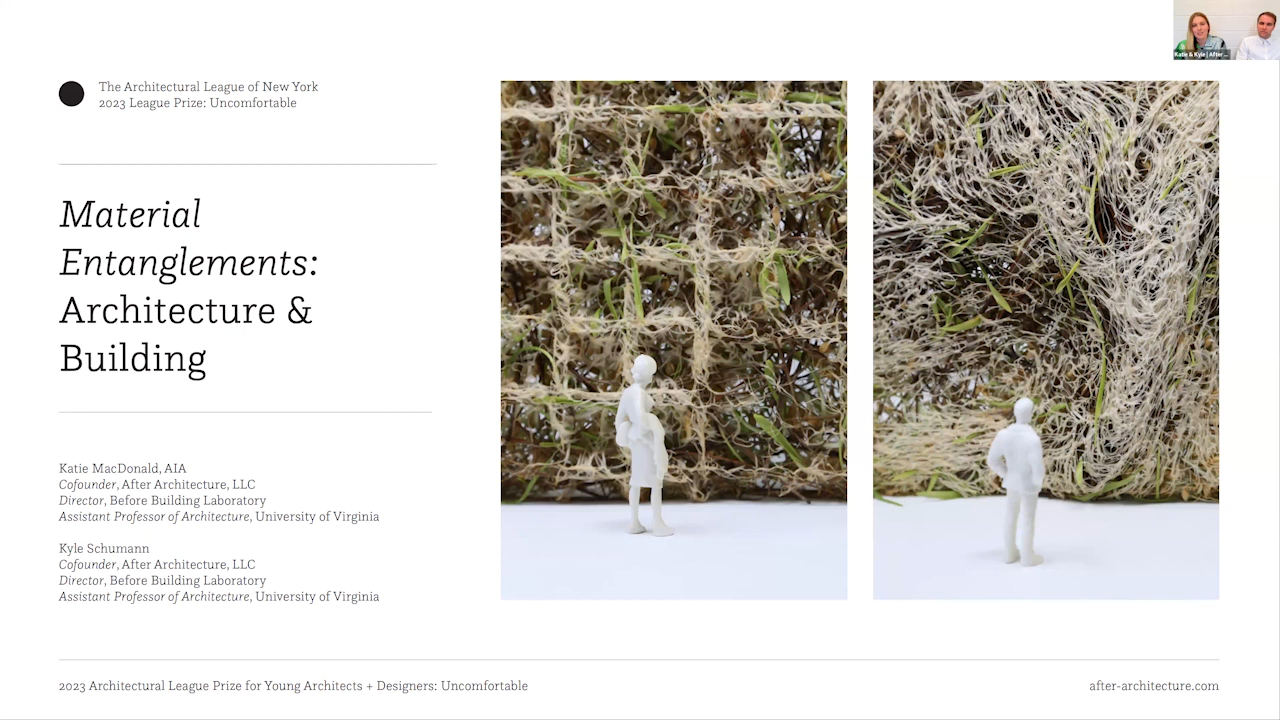 The Architectural League of New York
2023 League Prize: Uncomfortable
Material
Entanglements:
Architecture &
Building
Katie MacDonald, AIA
Cofounder, After Architecture, LLC
Director, Before Building Laboratory
Assistant Professor of Architecture, University of Virginia
Kyle Schumann
Cofounder, After Architecture, LLC
Director, Before Building Laboratory
Assistant Professor of Architecture, University of Virginia
2023 Architectural League Prize for Young Architects + Designers: Uncomfortable
after-architecture.com
Katie & Kyle | After ...